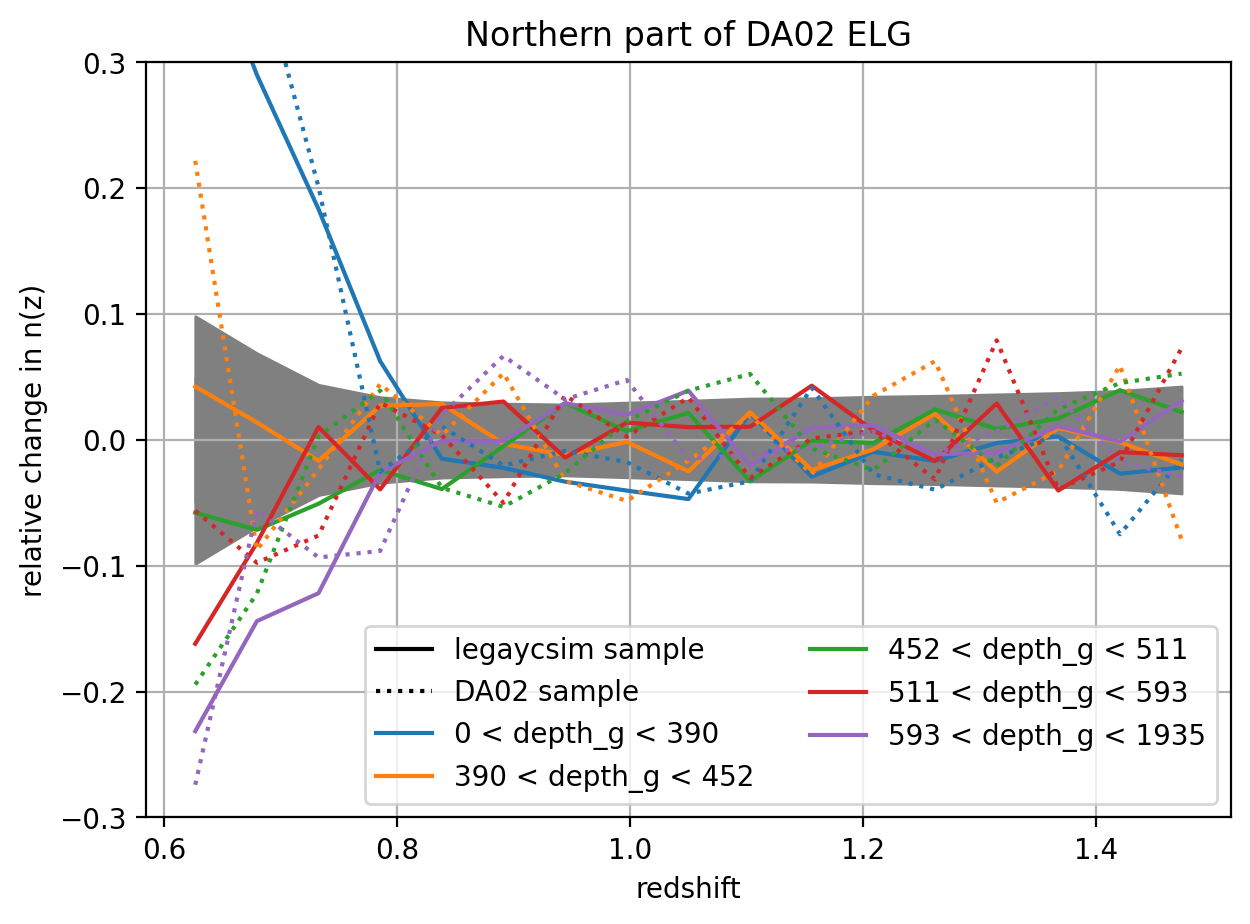 Northern part of DA02 ELG
0.3
0.2
0.1
0.0
−0.1
−0.2
−0.3
relative change in n(z)
legaycsim sample
DA02 sample
0 < depth_g < 390
390 < depth_g < 452
452 < depth_g < 511
511 < depth_g < 593
593 < depth_g < 1935
0.6 0.8 1.0 1.2 1.4
redshift